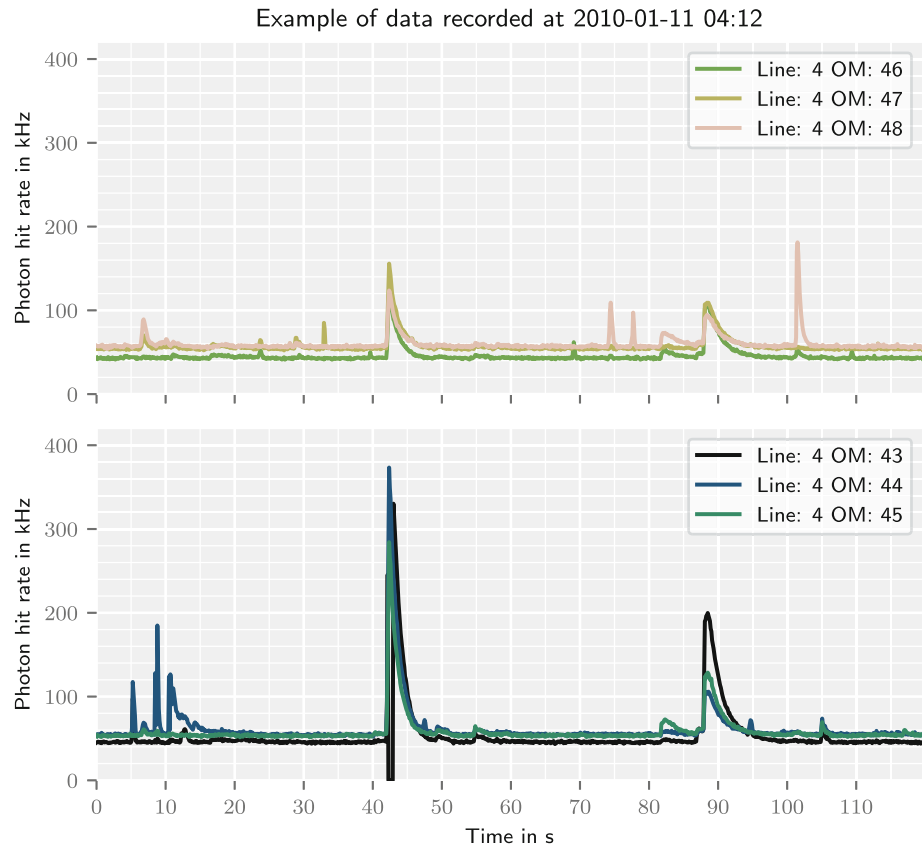 Example of data recorded at 2010-01-11 04:12
Photon hit rate in kHz
400
300
200
100
0
Line: 4 OM: 46
Line: 4 OM: 47
Line: 4 OM: 48
Photon hit rate in kHz
400
300
200
100
0
Line: 4 OM: 43
Line: 4 OM: 44
Line: 4 OM: 45
0 10 20 30 40 50 60 70 80 90 100 110
Time in s